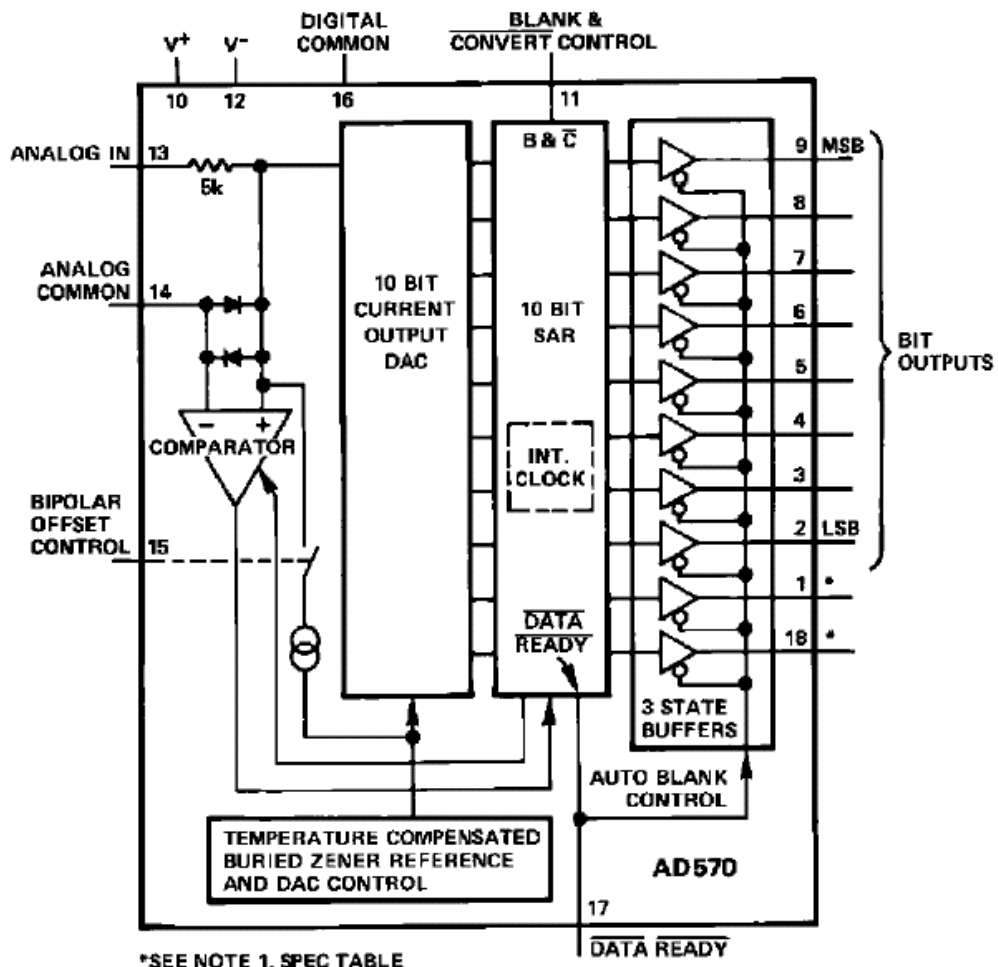 DIGITAL
COMMON
BLANK &
CONVERT CONTROL
V+
V-
10
12
16
11
ANALOG IN
13
5k
B & C
9
MSB
8
ANALOG
COMMON
14
7
10 BIT
CURRENT
OUTPUT
DAC
10 BIT
SAR
6
BIT
OUTPUTS
5
- +
COMPARATOR
4
INT.
CLOCK
3
BIPOLAR
OFFSET
CONTROL
15
2
LSB
1
*
DATA
READY
18
*
3 STATE
BUFFERS
AUTO BLANK
CONTROL
TEMPERATURE COMPENSATED
BURIED ZENER REFERENCE
AND DAC CONTROL
AD570
17
DATA READY
*SEE NOTE 1, SPEC TABLE